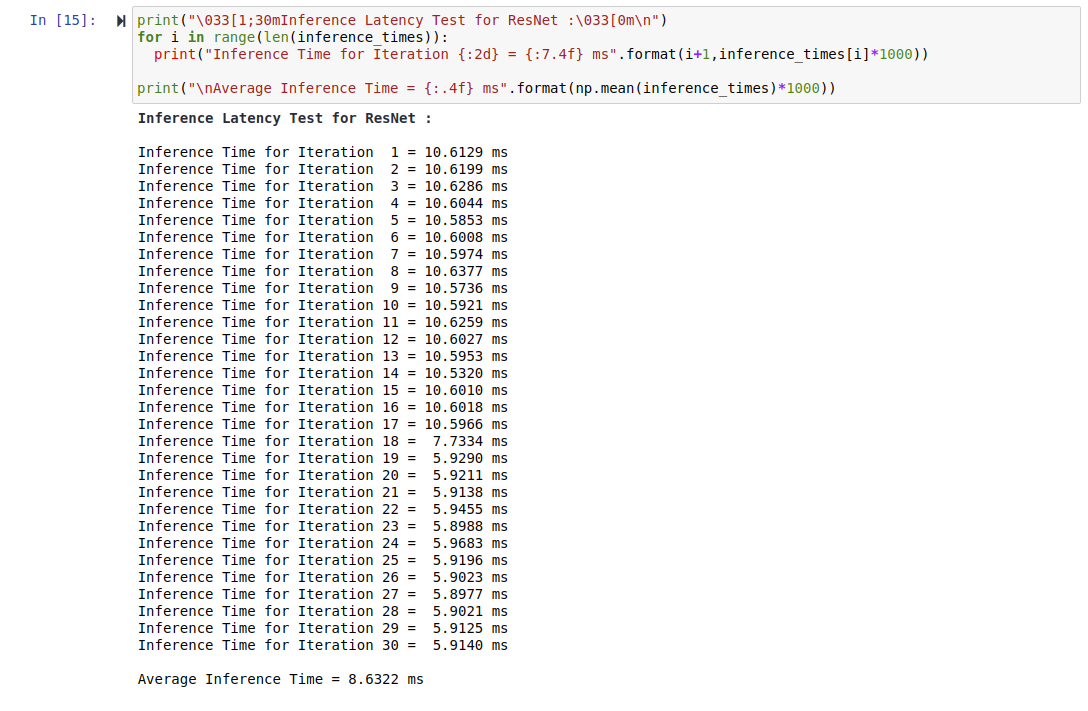 In [15]:
print("\033[1;30mInference Latency Test for ResNet :\033[0m\n")
for i in range(len(inference_times)):
  print("Inference Time for Iteration {:2d} = {:7.4f} ms".format(i+1,inference_times[i]*1000))

print("\nAverage Inference Time = {:.4f} ms".format(np.mean(inference_times)*1000))
Inference Latency Test for ResNet :

Inference Time for Iteration  1 = 10.6129 ms
Inference Time for Iteration  2 = 10.6199 ms
Inference Time for Iteration  3 = 10.6286 ms
Inference Time for Iteration  4 = 10.6044 ms
Inference Time for Iteration  5 = 10.5853 ms
Inference Time for Iteration  6 = 10.6008 ms
Inference Time for Iteration  7 = 10.5974 ms
Inference Time for Iteration  8 = 10.6377 ms
Inference Time for Iteration  9 = 10.5736 ms
Inference Time for Iteration 10 = 10.5921 ms
Inference Time for Iteration 11 = 10.6259 ms
Inference Time for Iteration 12 = 10.6027 ms
Inference Time for Iteration 13 = 10.5953 ms
Inference Time for Iteration 14 = 10.5320 ms
Inference Time for Iteration 15 = 10.6010 ms
Inference Time for Iteration 16 = 10.6018 ms
Inference Time for Iteration 17 = 10.5966 ms
Inference Time for Iteration 18 =  7.7334 ms
Inference Time for Iteration 19 =  5.9290 ms
Inference Time for Iteration 20 =  5.9211 ms
Inference Time for Iteration 21 =  5.9138 ms
Inference Time for Iteration 22 =  5.9455 ms
Inference Time for Iteration 23 =  5.8988 ms
Inference Time for Iteration 24 =  5.9683 ms
Inference Time for Iteration 25 =  5.9196 ms
Inference Time for Iteration 26 =  5.9023 ms
Inference Time for Iteration 27 =  5.8977 ms
Inference Time for Iteration 28 =  5.9021 ms
Inference Time for Iteration 29 =  5.9125 ms
Inference Time for Iteration 30 =  5.9140 ms

Average Inference Time = 8.6322 ms